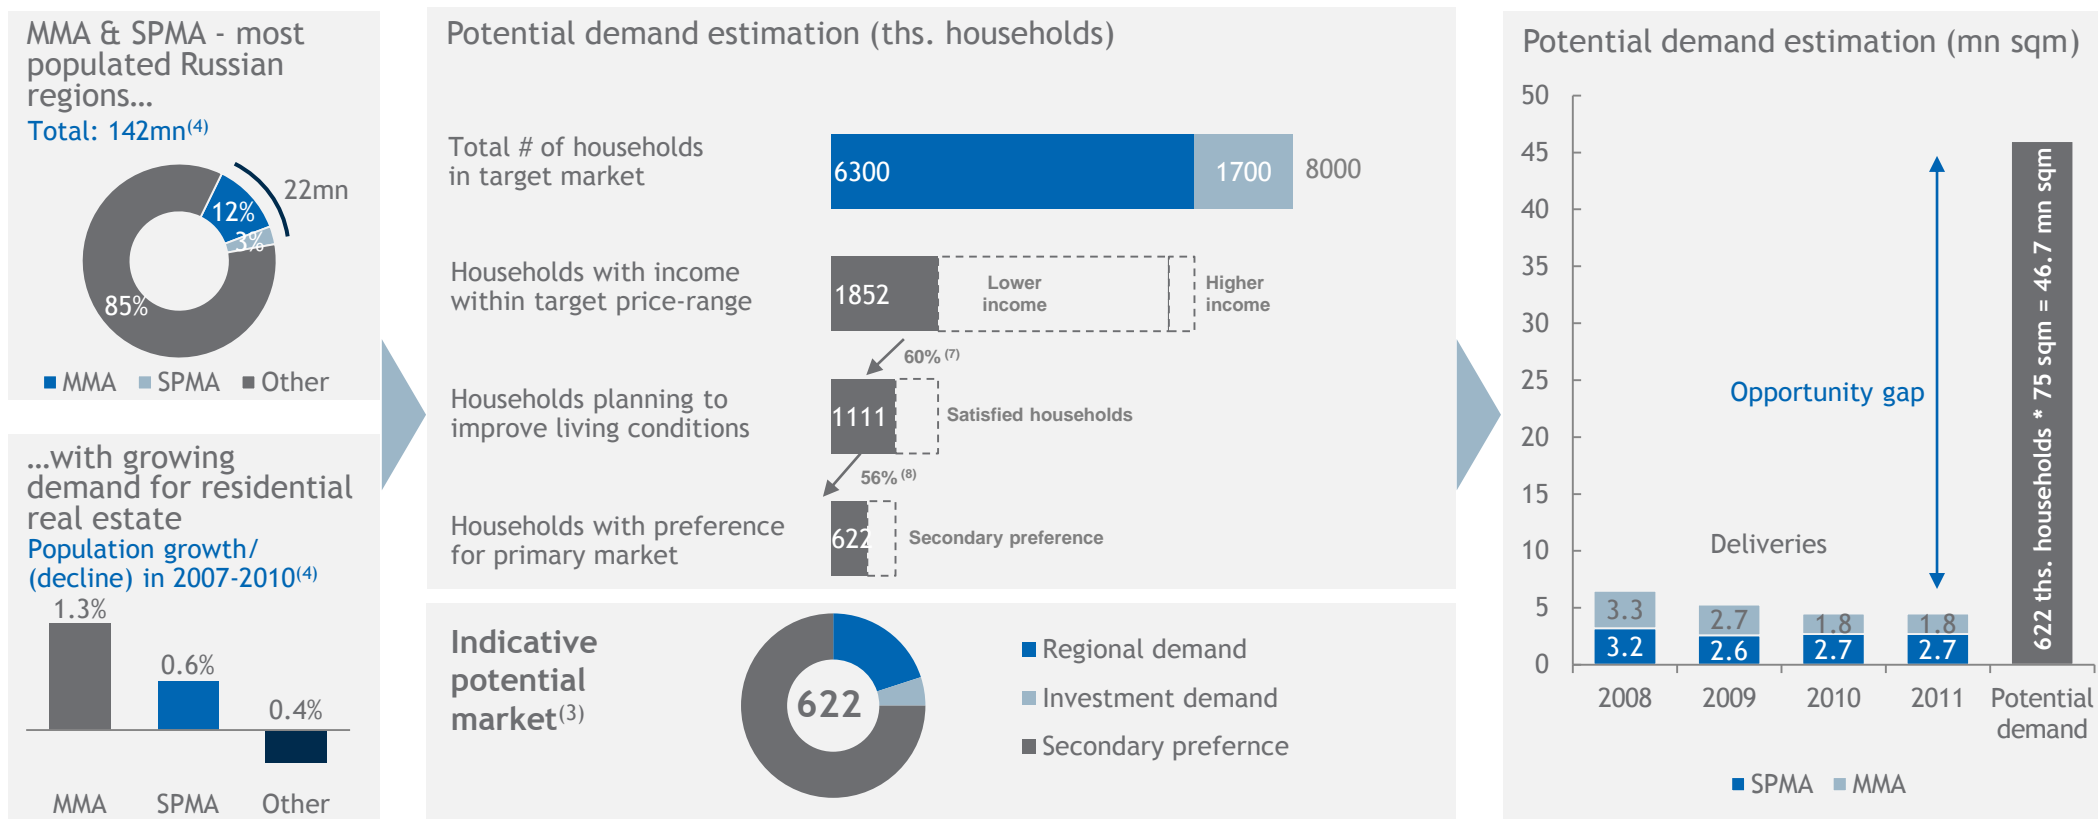 MMA & SPMA - most
populated Russian
regions…
Total: 142mn(4)
22mn
12%
3%
85%
MMA SPMA Other
…with growing
demand for residential
real estate
Population growth/
(decline) in 2007-2010(4)
1.3%
0.6%
0.4%
MMA SPMA Other
Potential demand estimation (ths. households)
Total # of households
in target market
6300 1700 8000
Households with income
within target price-range
1852
Lower
income
Higher
income
60% (7)
Households planning to
improve living conditions
1111
Satisfied households
56% (8)
Households with preference
for primary market
622
Secondary preference
Indicative
potential
market(3)
622
Regional demand
Investment demand
Secondary prefernce
Potential demand estimation (mn sqm)
50
45
40
35
30
25
20
15
10
5
0
Opportunity gap
Deliveries
3.3
3.2
2.7
2.6
1.8
2.7
1.8
2.7
622 ths. households * 75 sqm = 46.7 mn sqm
2008 2009 2010 2011 Potential
demand
SPMA MMA